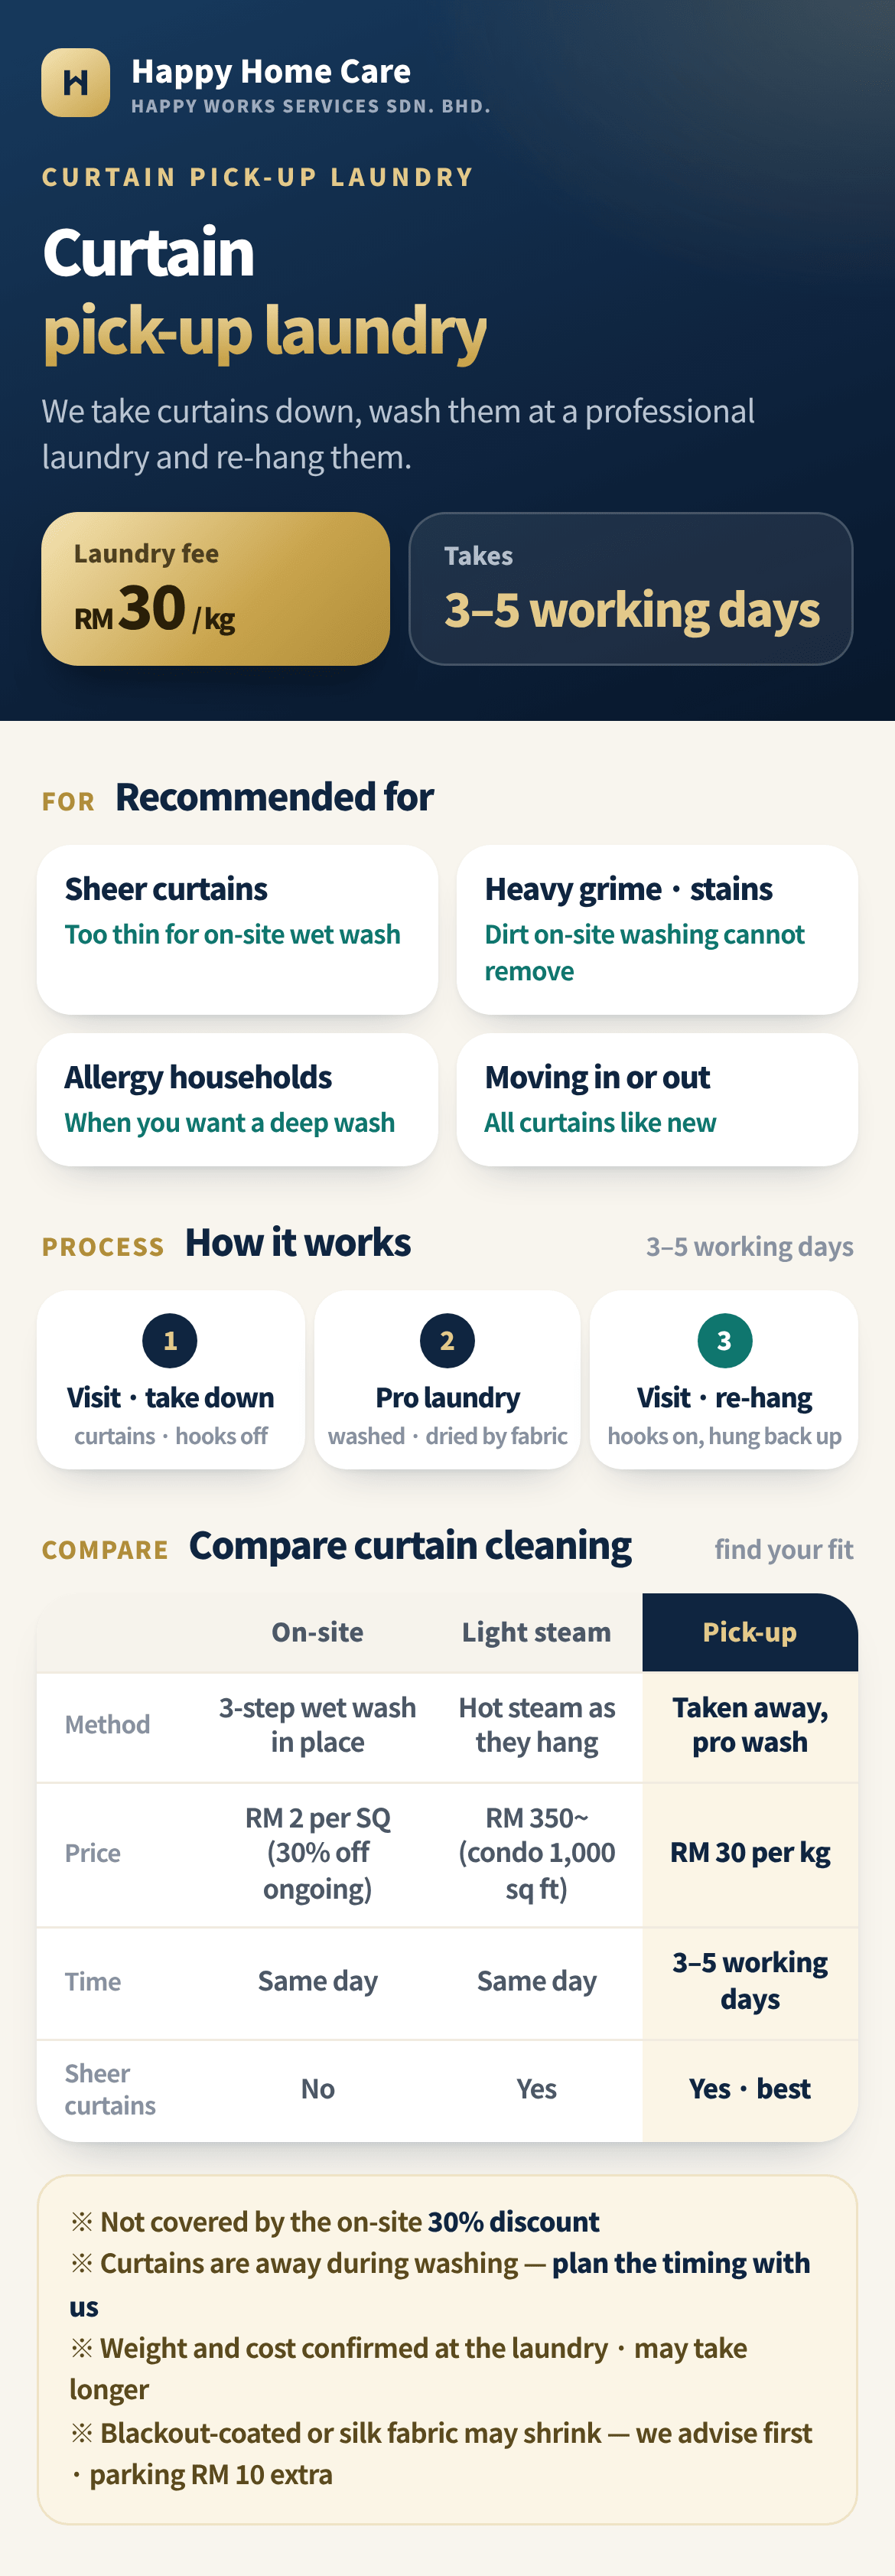 Happy Home Care
HAPPY WORKS SERVICES SDN. BHD.
CURTAIN PICK-UP LAUNDRY
Curtain
pick-up laundry
We take curtains down, wash them at a professional
laundry and re-hang them.
Laundry fee
RM 30 / kg
Takes
3–5 working days
FOR Recommended for
Sheer curtains
Too thin for on-site wet wash
Heavy grime · stains
Dirt on-site washing cannot
remove
Allergy households
When you want a deep wash
Moving in or out
All curtains like new
PROCESS How it works 3–5 working days
1
Visit · take down
curtains · hooks off
2
Pro laundry
washed · dried by fabric
3
Visit · re-hang
hooks on, hung back up
COMPARE Compare curtain cleaning find your fit
On-site Light steam Pick-up
Method
3-step wet wash
in place
Hot steam as
they hang
Taken away,
pro wash
Price
RM 2 per SQ
(30% off
ongoing)
RM 350~
(condo 1,000
sq ft)
RM 30 per kg
Time
Same day
Same day
3–5 working
days
Sheer
curtains
No
Yes
Yes · best
※ Not covered by the on-site 30% discount
※ Curtains are away during washing — plan the timing with
us
※ Weight and cost confirmed at the laundry · may take
longer
※ Blackout-coated or silk fabric may shrink — we advise first
· parking RM 10 extra